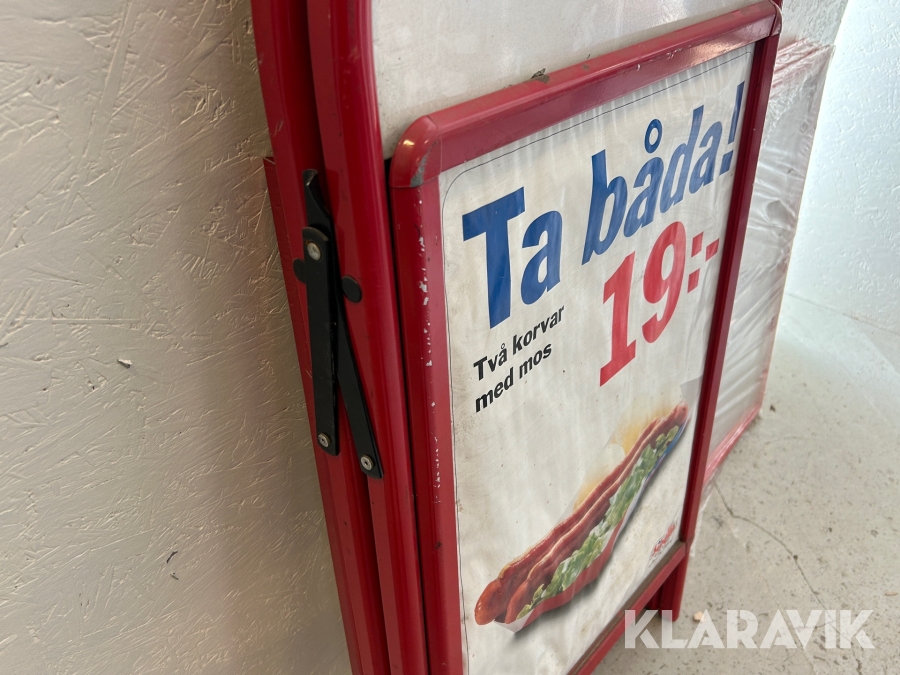 Ta båda!
19:-
Två korvar
med mos
KLARAVIK